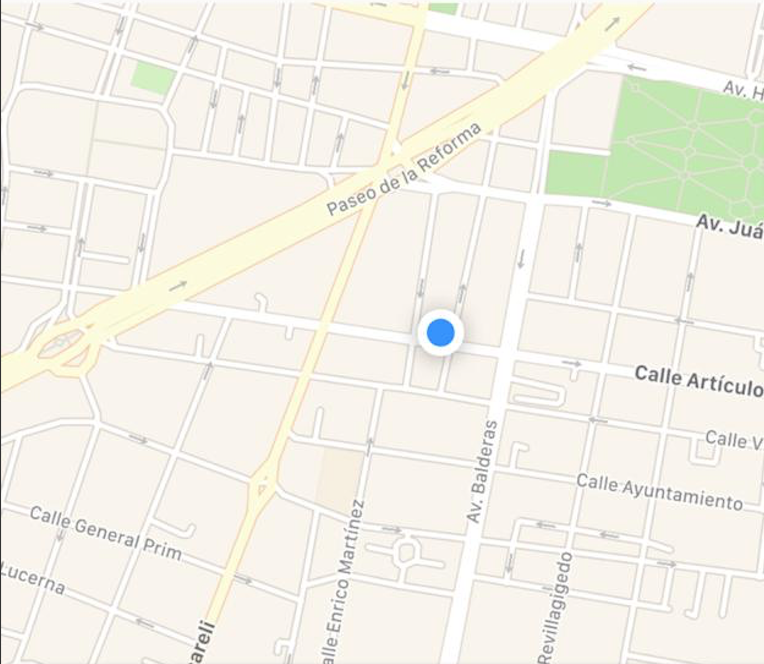 Av. H
Paseo de la Reforma
Av. Juá
Calle Artículo
Calle V
Av. Balderas
Calle Ayuntamiento
Calle General Prim
Lucerna
alle Enrico Martínez
Revillagigedo
areli